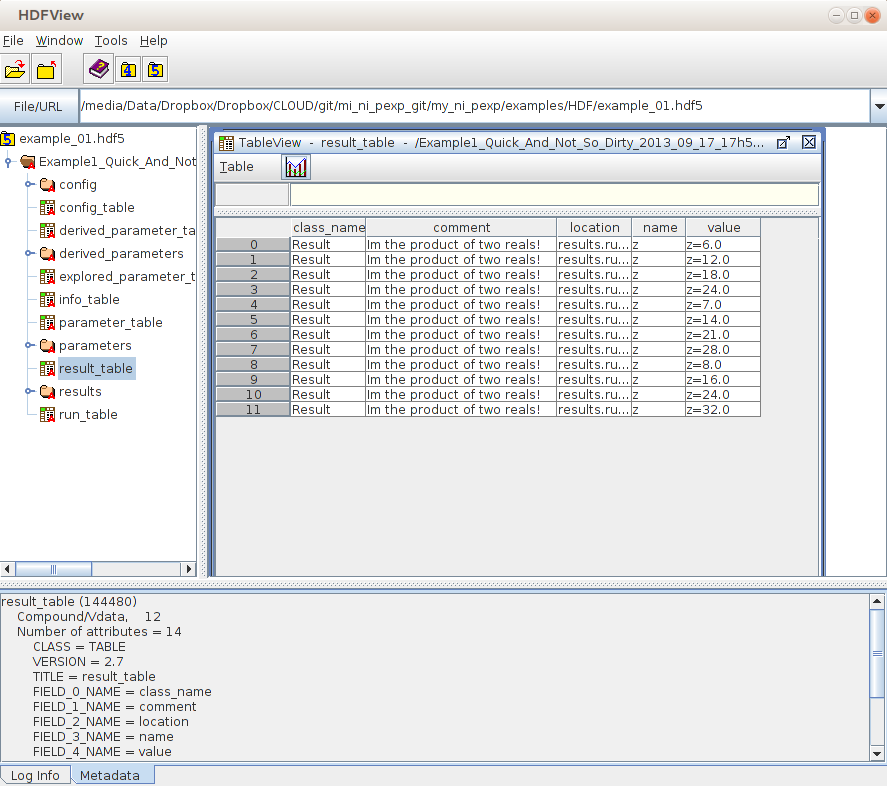 HDFView
File Window Tools Help
4 5
File/URL /media/Data/Dropbox/Dropbox/CLOUD/git/mi_ni_pexp_git/my_ni_pexp/examples/HDF/example_01.hdf5
5 example_01.hdf5
Example1_Quick_And_Not
config
config_table
derived_parameter_ta
derived_parameters
explored_parameter_t
info_table
parameter_table
parameters
result_table
results
run_table
TableView - result_table - /Example1_Quick_And_Not_So_Dirty_2013_09_17_17h5...
Table
class_name comment location name value
0 Result Im the product of two reals! results.ru... z z=6.0
1 Result Im the product of two reals! results.ru... z z=12.0
2 Result Im the product of two reals! results.ru... z z=18.0
3 Result Im the product of two reals! results.ru... z z=24.0
4 Result Im the product of two reals! results.ru... z z=7.0
5 Result Im the product of two reals! results.ru... z z=14.0
6 Result Im the product of two reals! results.ru... z z=21.0
7 Result Im the product of two reals! results.ru... z z=28.0
8 Result Im the product of two reals! results.ru... z z=8.0
9 Result Im the product of two reals! results.ru... z z=16.0
10 Result Im the product of two reals! results.ru... z z=24.0
11 Result Im the product of two reals! results.ru... z z=32.0
result_table (144480)
Compound/Vdata, 12
Number of attributes = 14
CLASS = TABLE
VERSION = 2.7
TITLE = result_table
FIELD_0_NAME = class_name
FIELD_1_NAME = comment
FIELD_2_NAME = location
FIELD_3_NAME = name
FIELD_4_NAME = value
Log Info Metadata